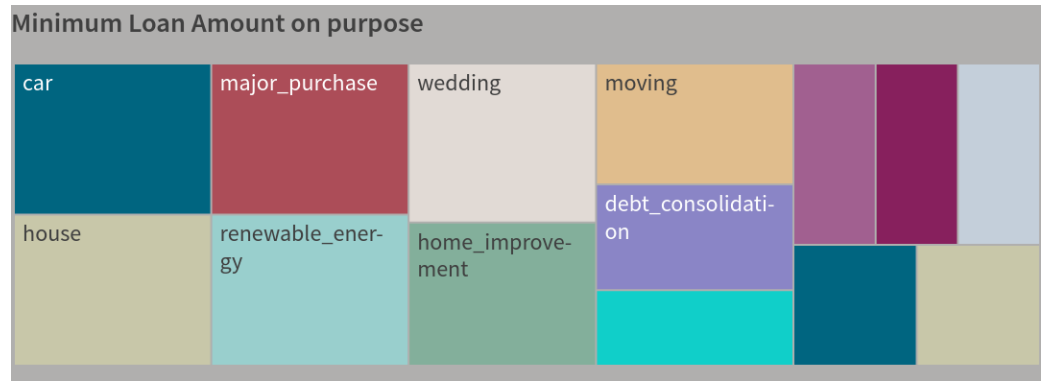 Minimum Loan Amount on purpose
car
major_purchase
wedding
moving
debt_consolidati-
on
house
renewable_ener-
gy
home_improve-
ment